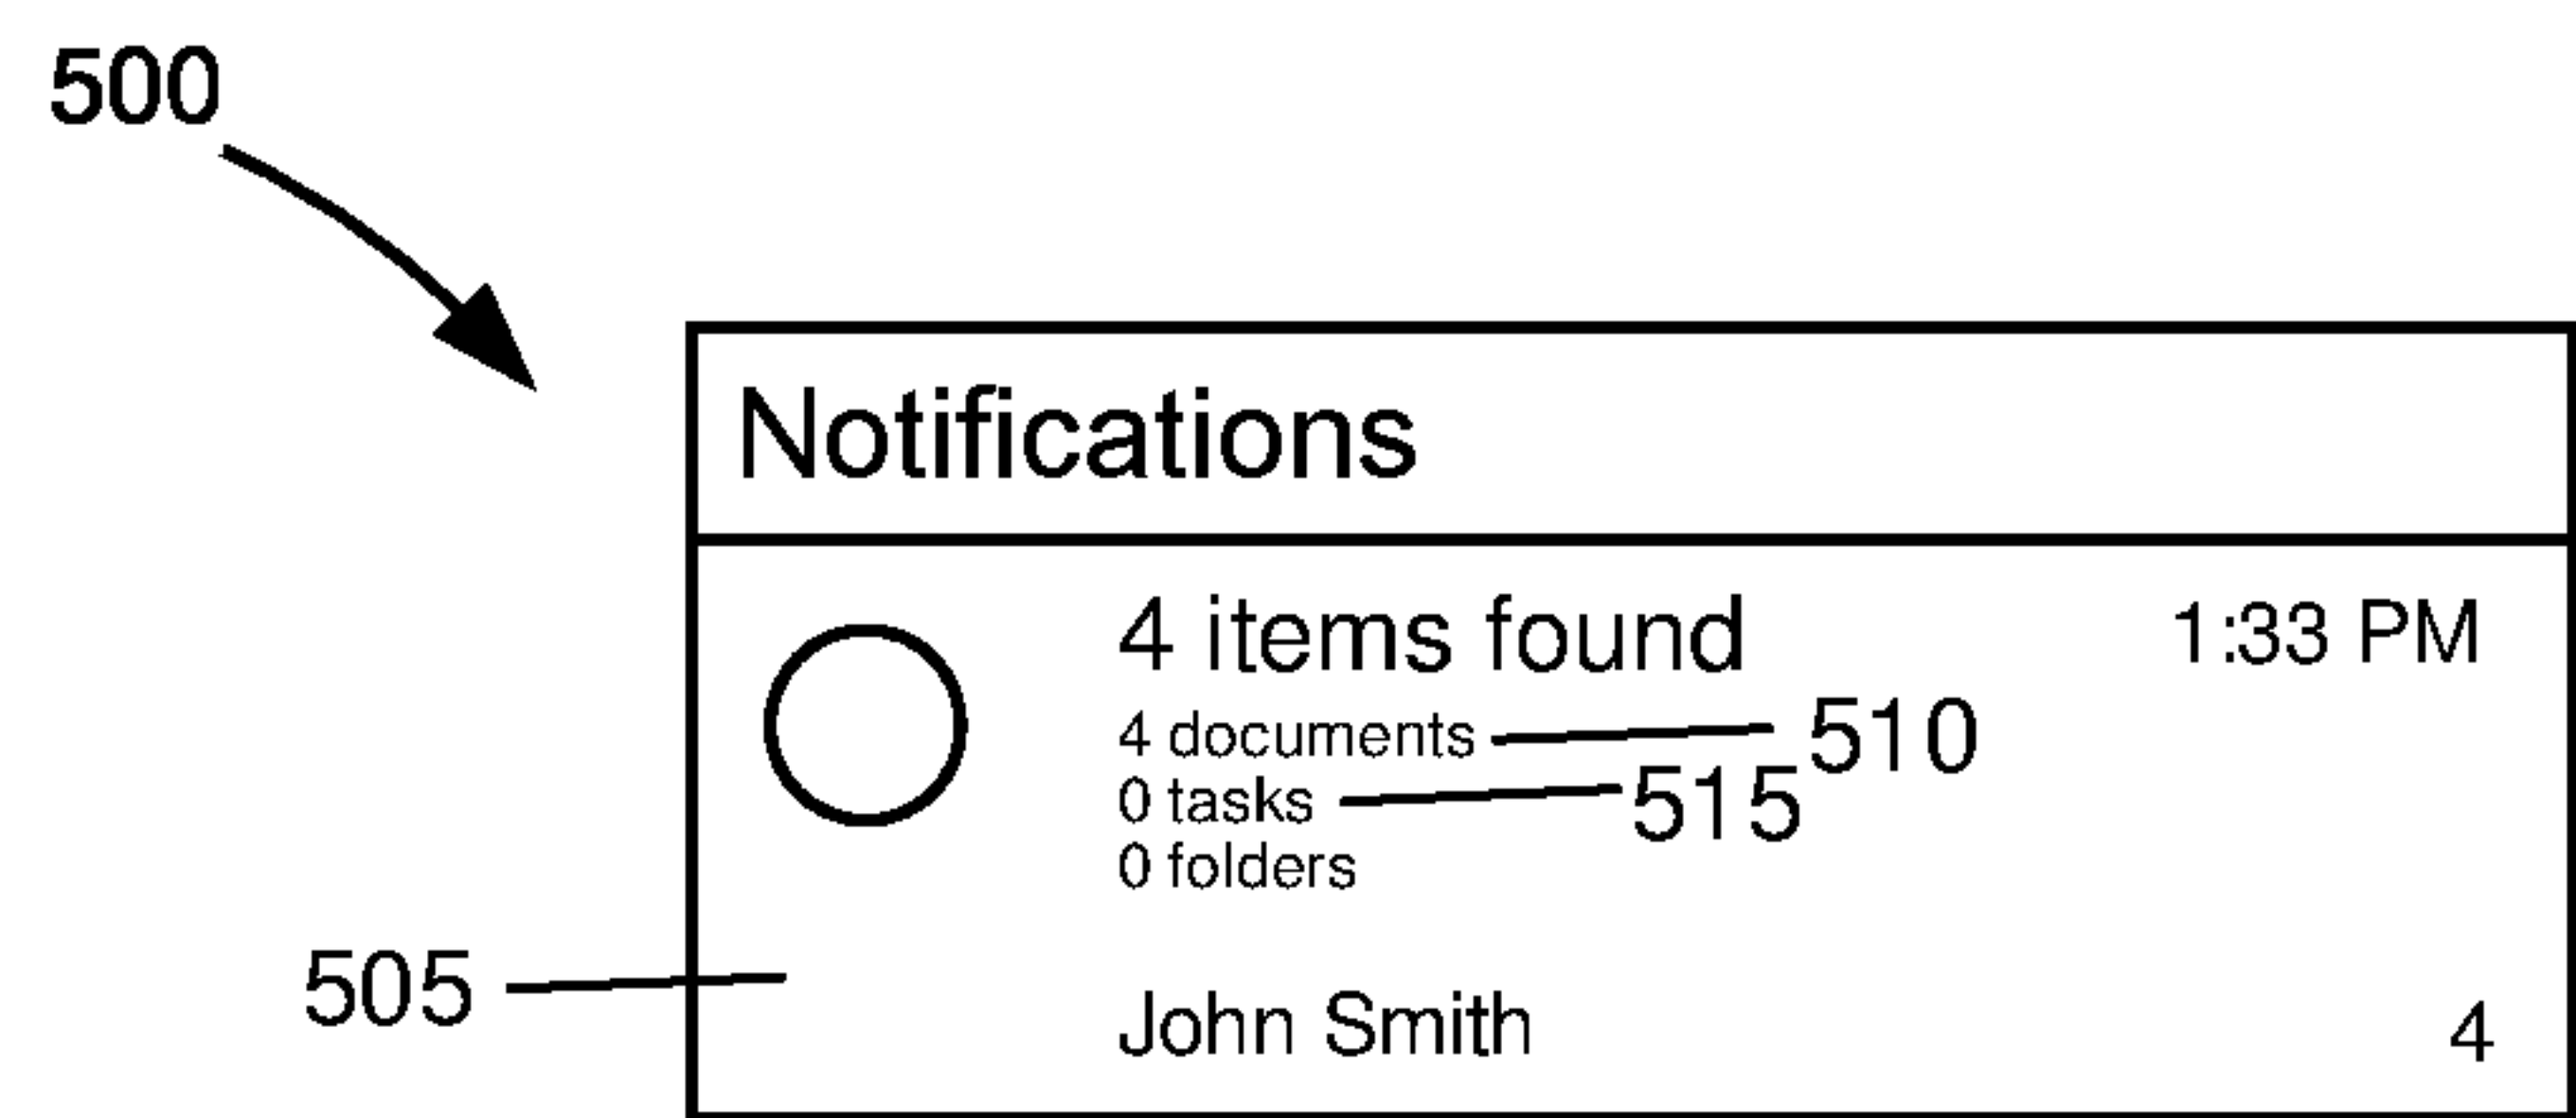 500
Notifications
4 items found 1:33 PM
4 documents 510
0 tasks 515
0 folders
505
John Smith 4